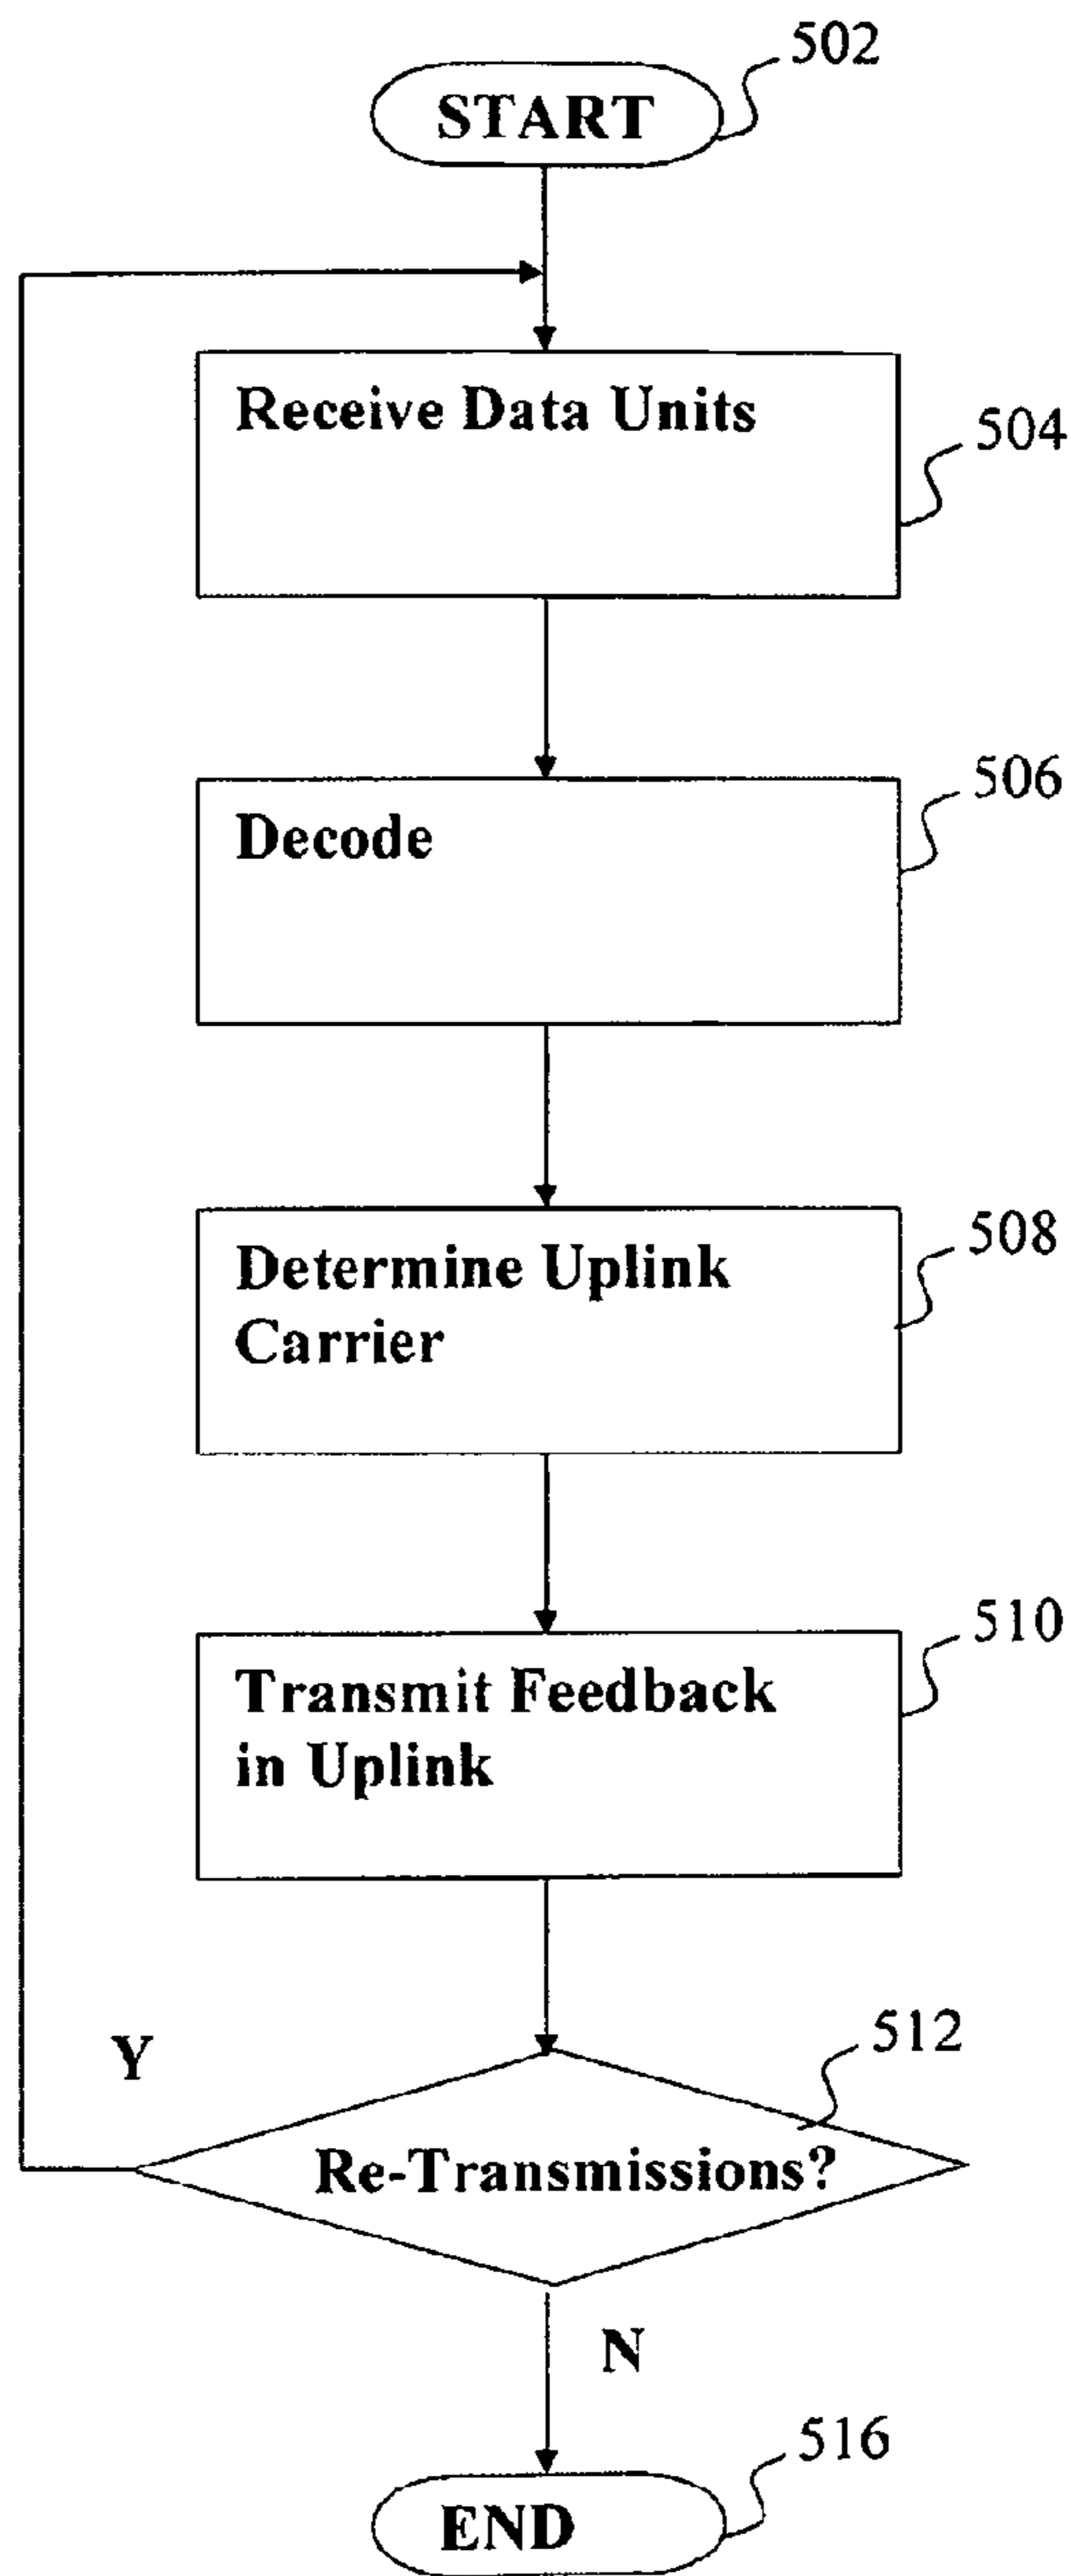 502
START
Receive Data Units
504
506
Decode
508
Determine Uplink
Carrier
510
Transmit Feedback
in Uplink
512
Y
Re-Transmissions?
N
516
END